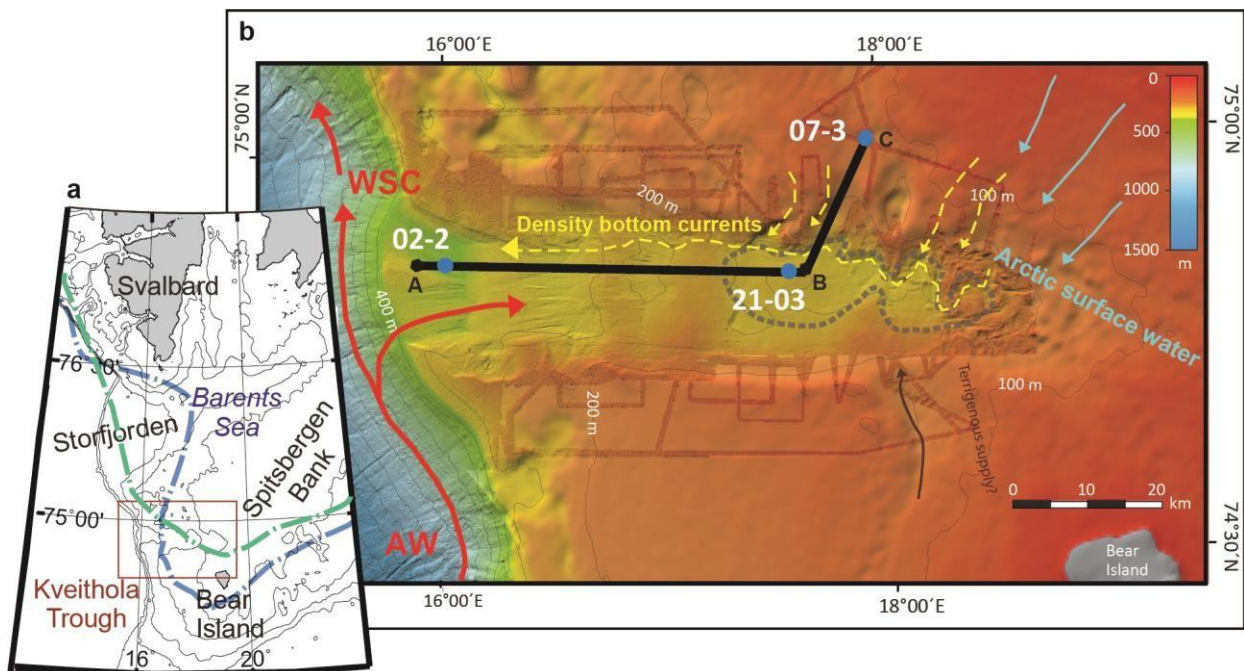 b
16°00´E
18°00´E
75°00´N
75°00´N
07-3
C
0
500
1000
1500
m
WSC
200 m
100 m
Density bottom currents
02-2
A
21-03
B
400 m
Arctic surface water
100 m
200 m
Terrigenous supply?
0 10 20
km
AW
Bear
Island
74°30´N
16°00´E
18°00´E
a
16°
20°
Svalbard
76°00'
Barents
Sea
Storfjorden
Spitsbergen
Bank
75°00'
Kveithola
Trough
Bear
Island
16°
20°